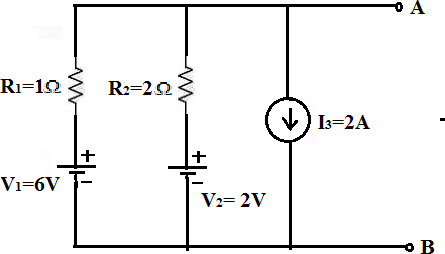 A
R₁=1Ω
R₂=2Ω
I₃=2A
+
+
V₁=6V
-
-
V₂= 2V
B